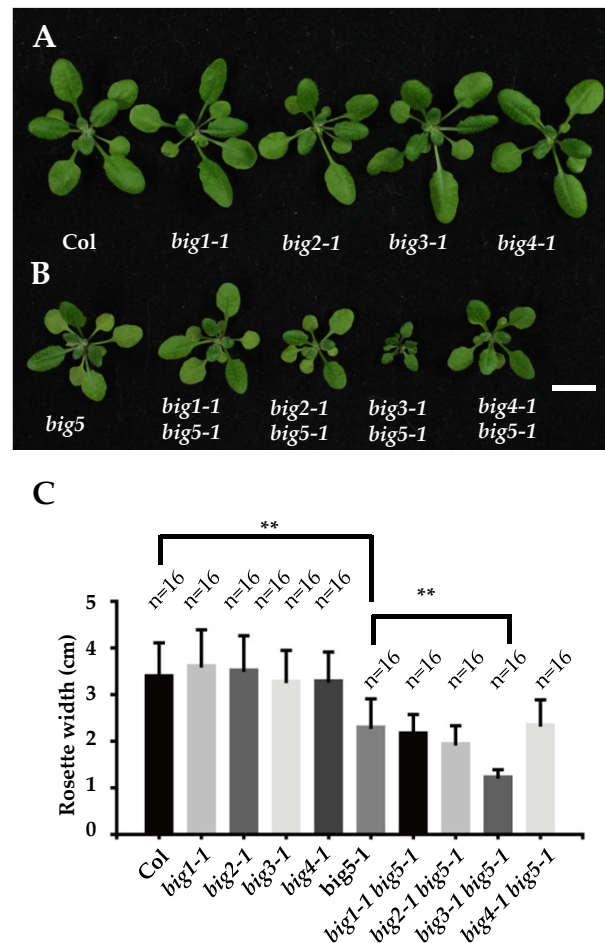 A
Col big1-1 big2-1 big3-1 big4-1
B
big5 big1-1 big2-1 big3-1 big4-1
big5-1 big5-1 big5-1 big5-1
C
**
n=16 n=16 n=16 n=16 n=16
**
n=16 n=16 n=16 n=16 n=16
Rosette width (cm)
5
4
3
2
1
0
Col big1-1 big2-1 big3-1 big4-1 big5-1 big1-1 big5-1 big2-1 big5-1 big3-1 big5-1 big4-1 big5-1